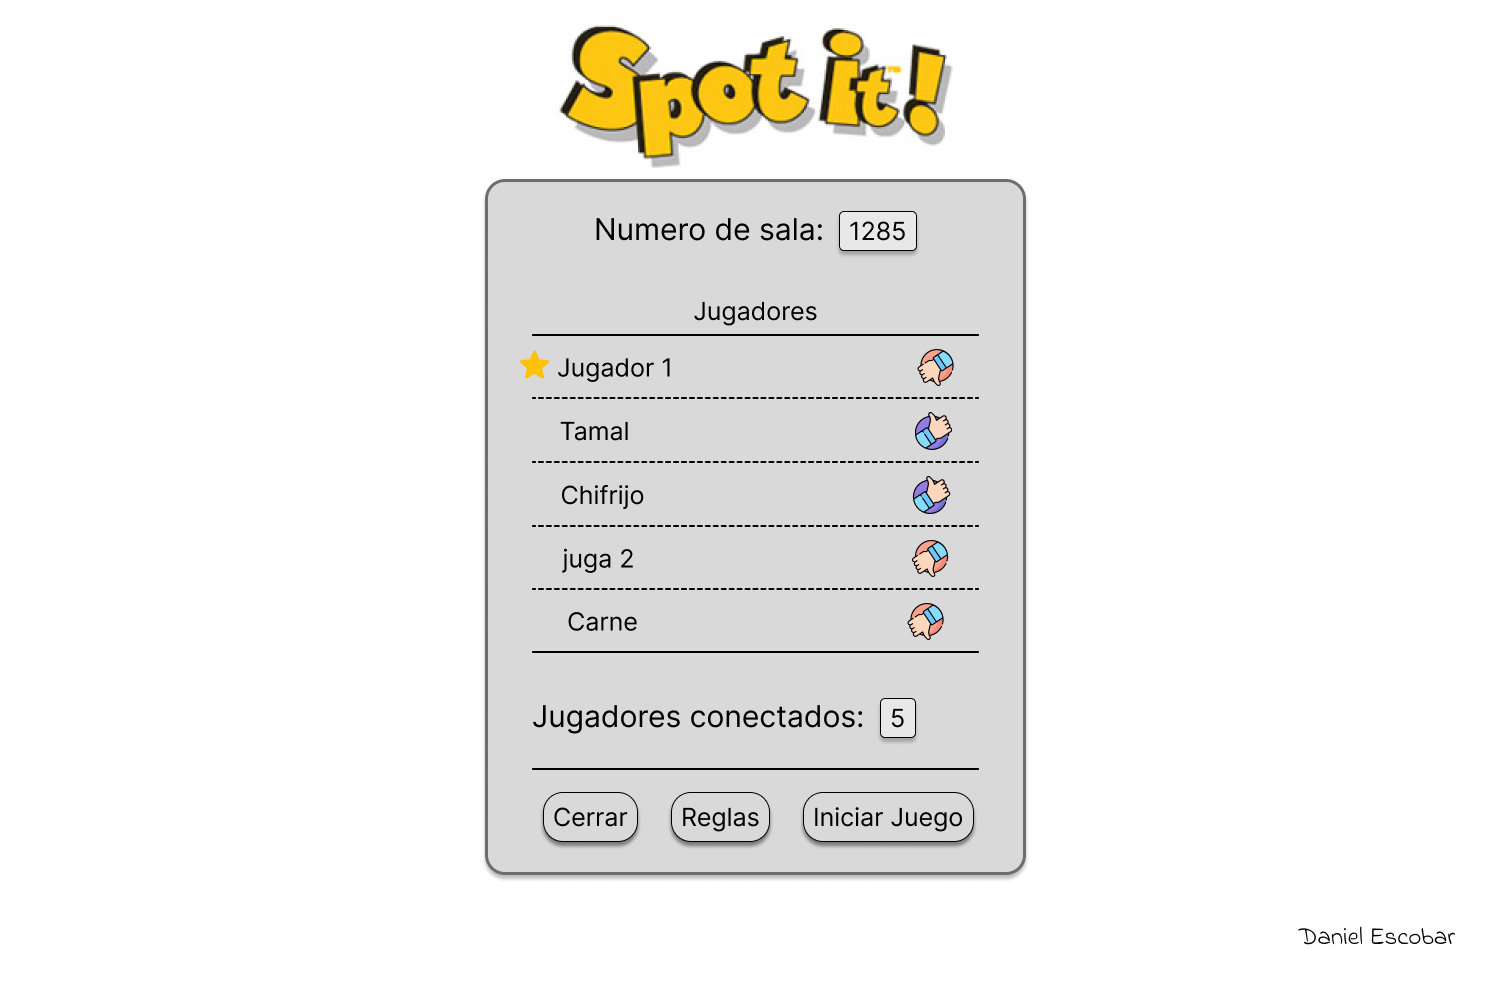 Spot it!™
Numero de sala: 1285
Jugadores
Jugador 1
Tamal
Chifrijo
juga 2
Carne
Jugadores conectados: 5
Cerrar Reglas Iniciar Juego
Daniel Escobar